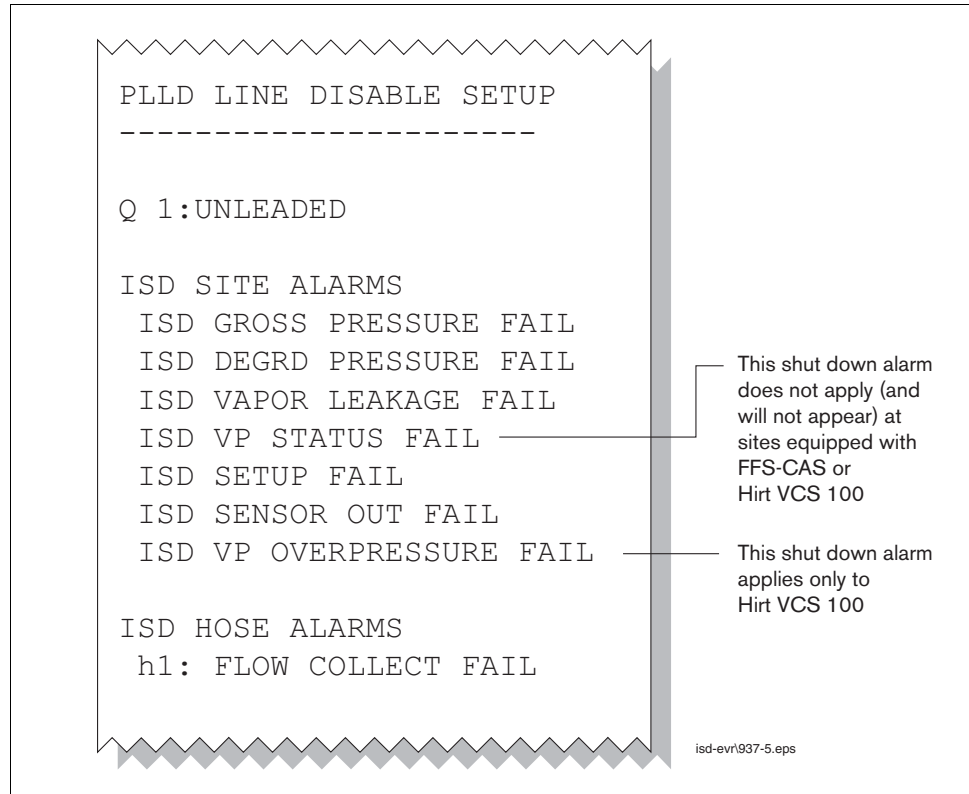 PLLD LINE DISABLE SETUP
----------------------
Q 1:UNLEADED
ISD SITE ALARMS
ISD GROSS PRESSURE FAIL
ISD DEGRD PRESSURE FAIL
ISD VAPOR LEAKAGE FAIL
ISD VP STATUS FAIL
ISD SETUP FAIL
ISD SENSOR OUT FAIL
ISD VP OVERPRESSURE FAIL
ISD HOSE ALARMS
h1: FLOW COLLECT FAIL
This shut down alarm
does not apply (and
will not appear) at
sites equipped with
FFS-CAS or
Hirt VCS 100
This shut down alarm
applies only to
Hirt VCS 100
isd-evr\937-5.eps